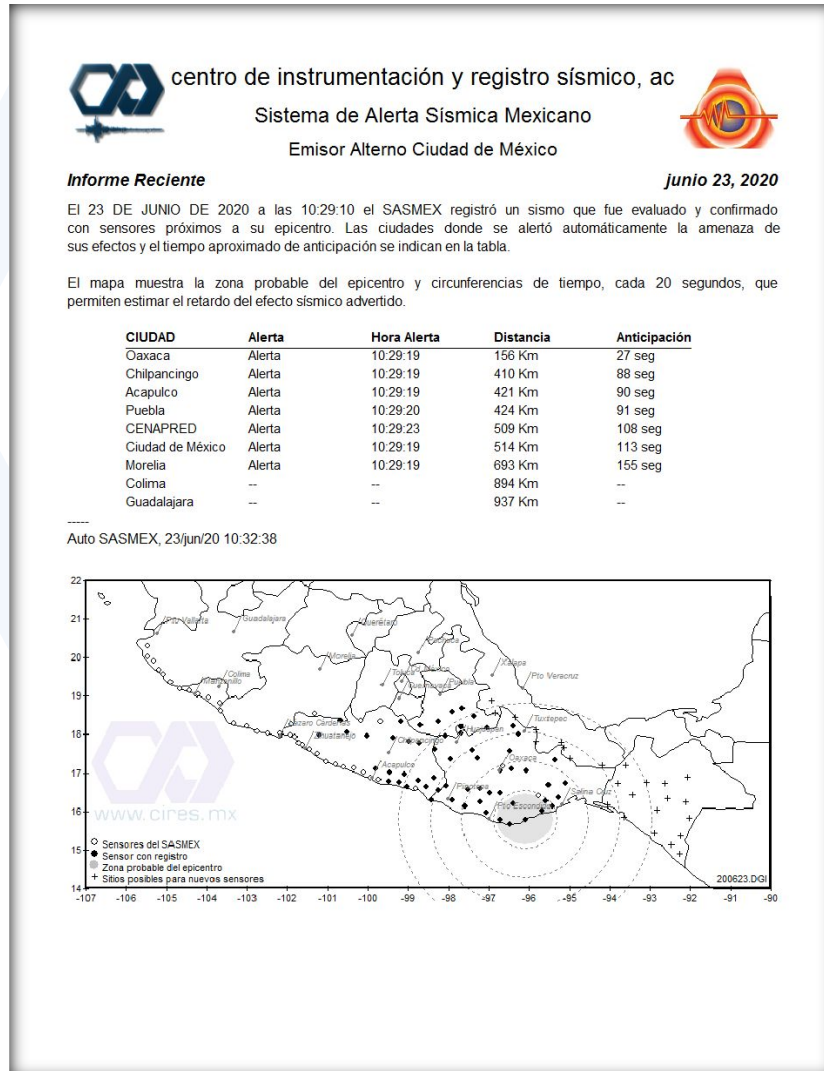 centro de instrumentación y registro sísmico, ac
Sistema de Alerta Sísmica Mexicano
Emisor Alterno Ciudad de México
Informe Reciente junio 23, 2020
El 23 DE JUNIO DE 2020 a las 10:29:10 el SASMEX registró un sismo que fue evaluado y confirmado
con sensores próximos a su epicentro. Las ciudades donde se alertó automáticamente la amenaza de
sus efectos y el tiempo aproximado de anticipación se indican en la tabla.
El mapa muestra la zona probable del epicentro y circunferencias de tiempo, cada 20 segundos, que
permiten estimar el retardo del efecto sísmico advertido.
CIUDAD Alerta Hora Alerta Distancia Anticipación
Oaxaca Alerta 10:29:19 156 Km 27 seg
Chilpancingo Alerta 10:29:19 410 Km 88 seg
Acapulco Alerta 10:29:19 421 Km 90 seg
Puebla Alerta 10:29:20 424 Km 91 seg
CENAPRED Alerta 10:29:23 509 Km 108 seg
Ciudad de México Alerta 10:29:19 514 Km 113 seg
Morelia Alerta 10:29:19 693 Km 155 seg
Colima -- -- 894 Km --
Guadalajara -- -- 937 Km --
-----
Auto SASMEX, 23/jun/20 10:32:38
22
21
20
19
18
17
16
15
14
Pto Vallarta
Guadalajara
Querétaro
Pachuca
Morelia
Xalapa
Colima
Manzanillo
Toluca
Cd. México
Cuernavaca
Puebla
Pto Veracruz
Lázaro Cárdenas
Zihuatanejo
Chilpancingo
Huajuapan
Tuxtepec
Acapulco
Oaxaca
Pinotepa
Pto Escondido
Salina Cruz
www.cires.mx
Sensores del SASMEX
Sensor con registro
Zona probable del epicentro
Sitios posibles para nuevos sensores
200623.DGI
-107 -106 -105 -104 -103 -102 -101 -100 -99 -98 -97 -96 -95 -94 -93 -92 -91 -90